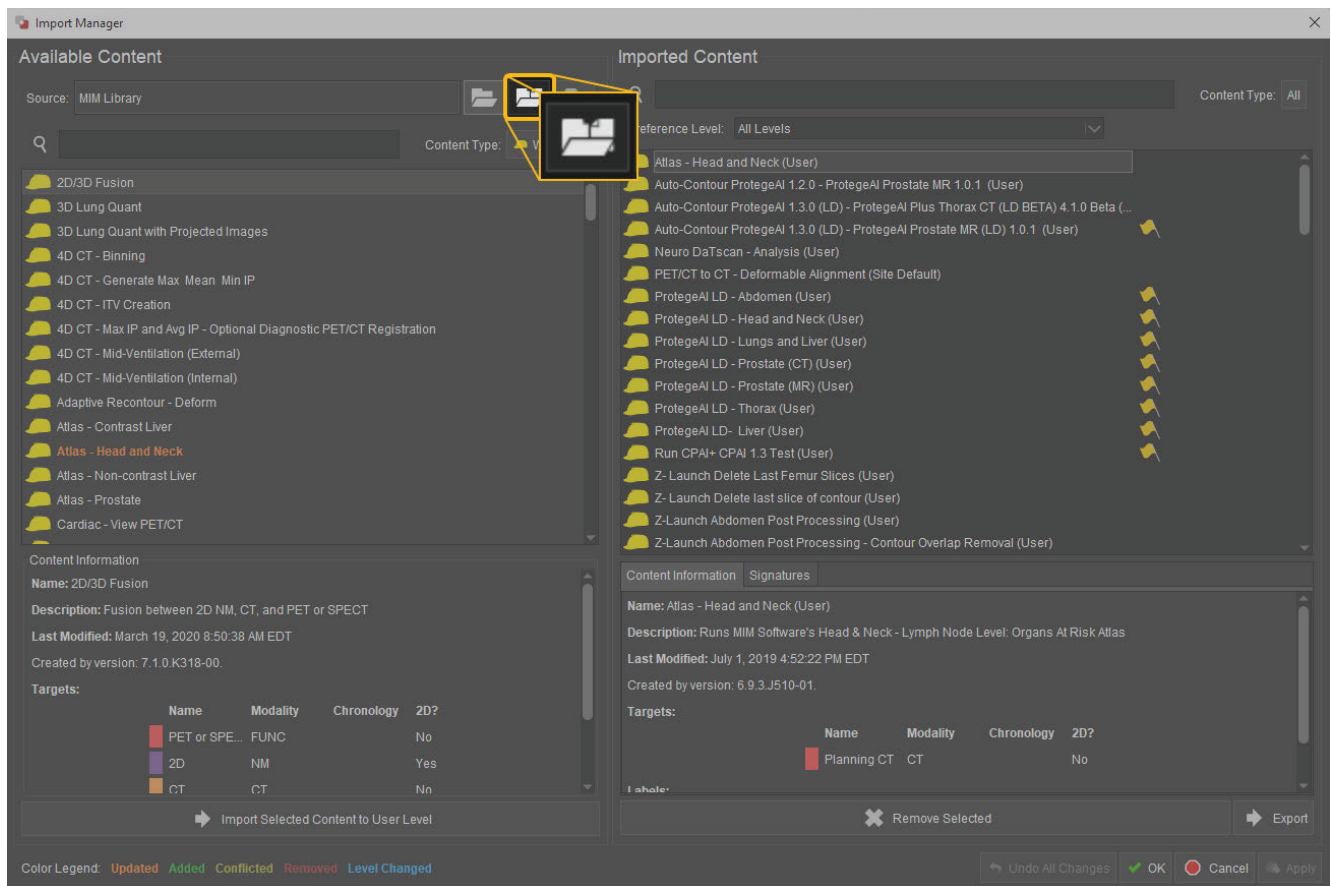 Import Manager
Available Content
Source: MIM Library
Content Type:
2D/3D Fusion
3D Lung Quant
3D Lung Quant with Projected Images
4D CT - Binning
4D CT - Generate Max Mean Min IP
4D CT - ITV Creation
4D CT - Max IP and Avg IP - Optional Diagnostic PET/CT Registration
4D CT - Mid-Ventilation (External)
4D CT - Mid-Ventilation (Internal)
Adaptive Recontour - Deform
Atlas - Contrast Liver
Atlas - Head and Neck
Atlas - Non-contrast Liver
Atlas - Prostate
Cardiac - View PET/CT
Content Information
Name: 2D/3D Fusion
Description: Fusion between 2D NM, CT, and PET or SPECT
Last Modified: March 19, 2020 8:50:38 AM EDT
Created by version: 7.1.0.K318-00.
Targets:
Name Modality Chronology 2D?
PET or SPE... FUNC No
2D NM Yes
CT CT No
Import Selected Content to User Level
Imported Content
Content Type: All
reference Level: All Levels
Atlas - Head and Neck (User)
Auto-Contour ProtegeAI 1.2.0 - ProtegeAI Prostate MR 1.0.1 (User)
Auto-Contour ProtegeAI 1.3.0 (LD) - ProtegeAI Plus Thorax CT (LD BETA) 4.1.0 Beta (...
Auto-Contour ProtegeAI 1.3.0 (LD) - ProtegeAI Prostate MR (LD) 1.0.1 (User)
Neuro DaTscan - Analysis (User)
PET/CT to CT - Deformable Alignment (Site Default)
ProtegeAI LD - Abdomen (User)
ProtegeAI LD - Head and Neck (User)
ProtegeAI LD - Lungs and Liver (User)
ProtegeAI LD - Prostate (CT) (User)
ProtegeAI LD - Prostate (MR) (User)
ProtegeAI LD - Thorax (User)
ProtegeAI LD- Liver (User)
Run CPAI+ CPAI 1.3 Test (User)
Z- Launch Delete Last Femur Slices (User)
Z- Launch Delete last slice of contour (User)
Z-Launch Abdomen Post Processing (User)
Z-Launch Abdomen Post Processing - Contour Overlap Removal (User)
Content Information Signatures
Name: Atlas - Head and Neck (User)
Description: Runs MIM Software's Head & Neck - Lymph Node Level: Organs At Risk Atlas
Last Modified: July 1, 2019 4:52:22 PM EDT
Created by version: 6.9.3.J510-01.
Targets:
Name Modality Chronology 2D?
Planning CT CT No
Labels:
Remove Selected Export
Color Legend: Updated Added Conflicted Removed Level Changed
Undo All Changes OK Cancel Apply